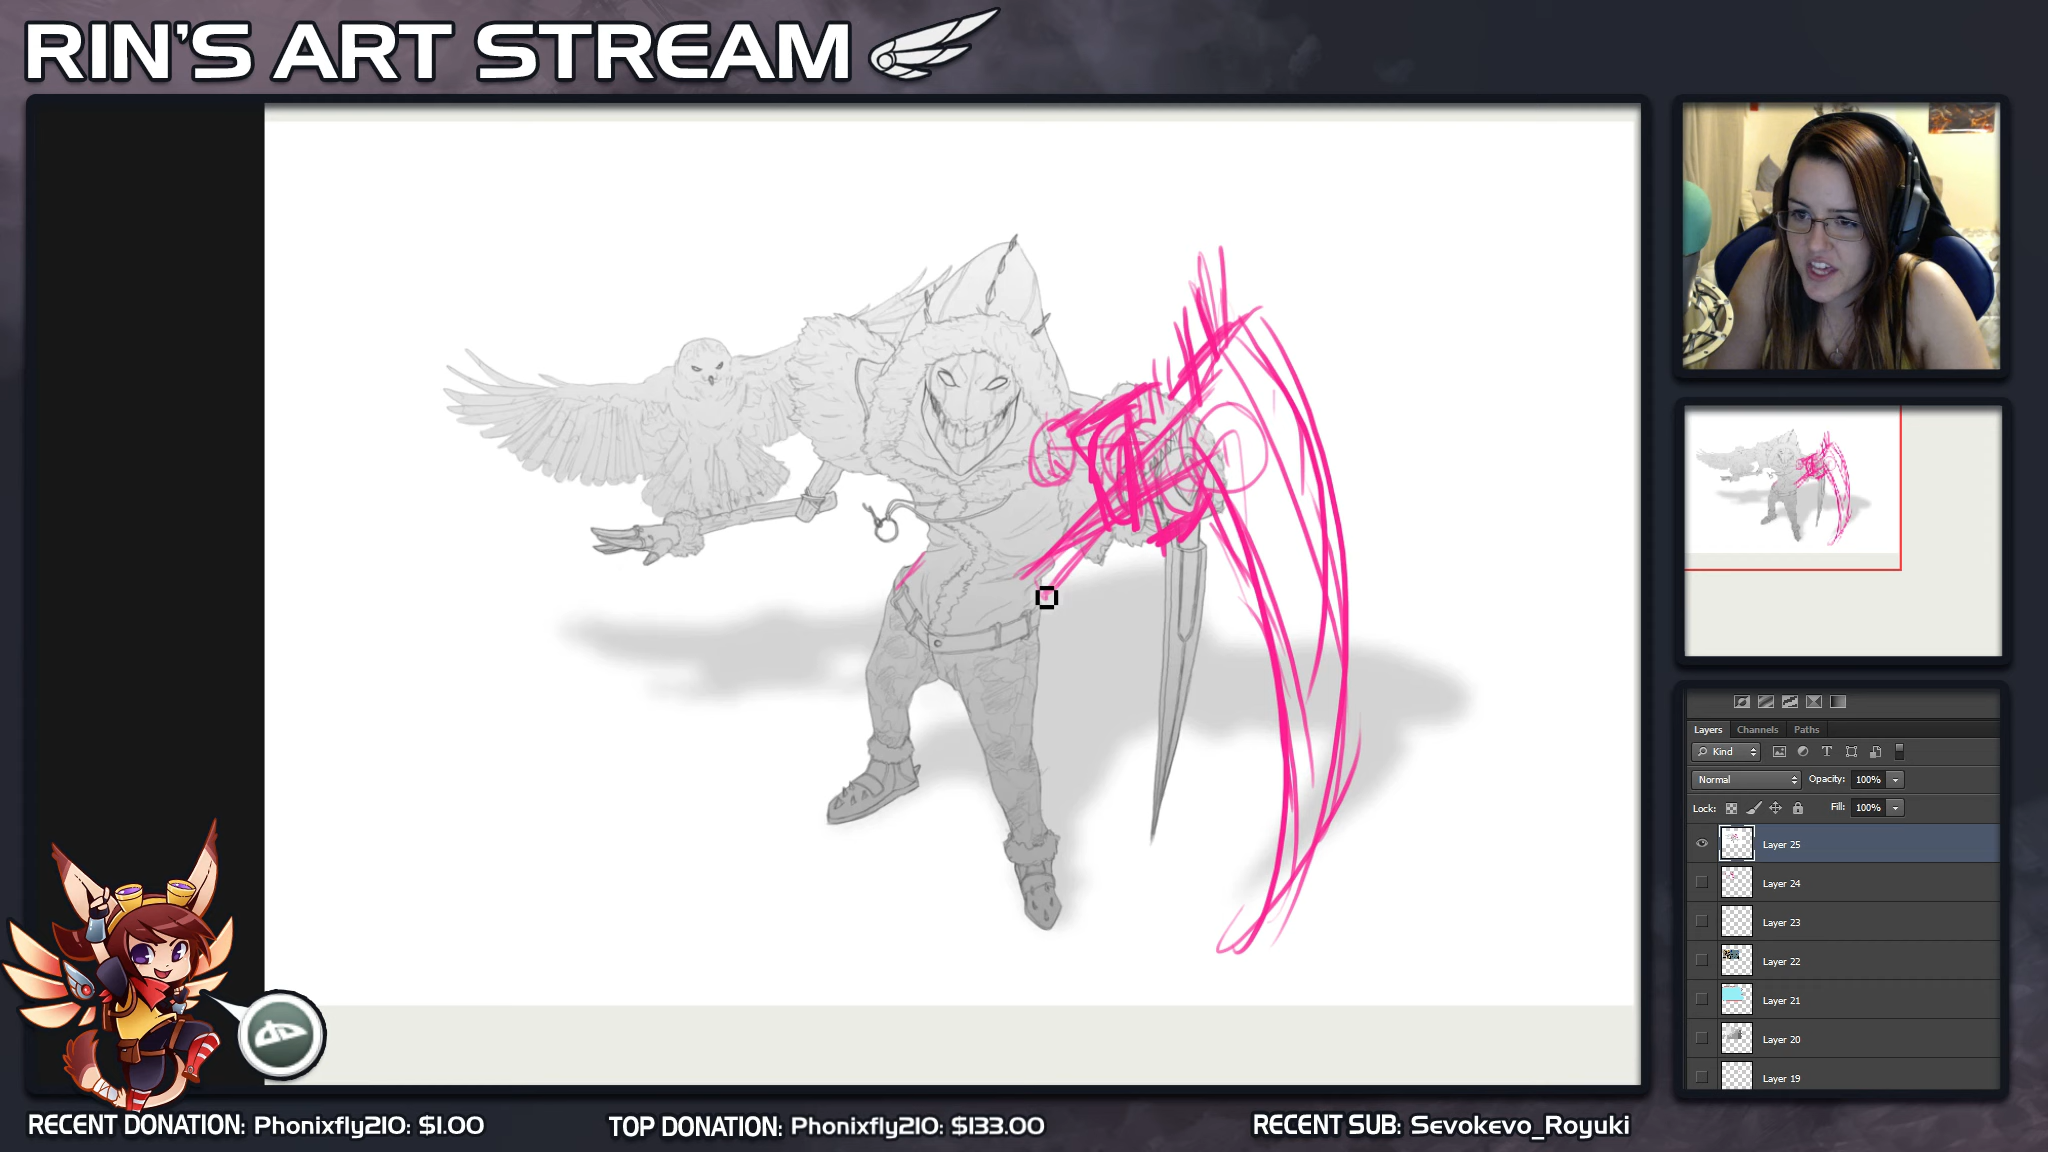 RIN'S ART STREAM
Layers Channels Paths
Kind
Normal Opacity: 100%
Lock: Fill: 100%
Layer 25
Layer 24
Layer 23
Layer 22
Layer 21
Layer 20
Layer 19
RECENT DONATION: Phonixfly210: $1.00 TOP DONATION: Phonixfly210: $133.00 RECENT SUB: Sevokevo_Royuki